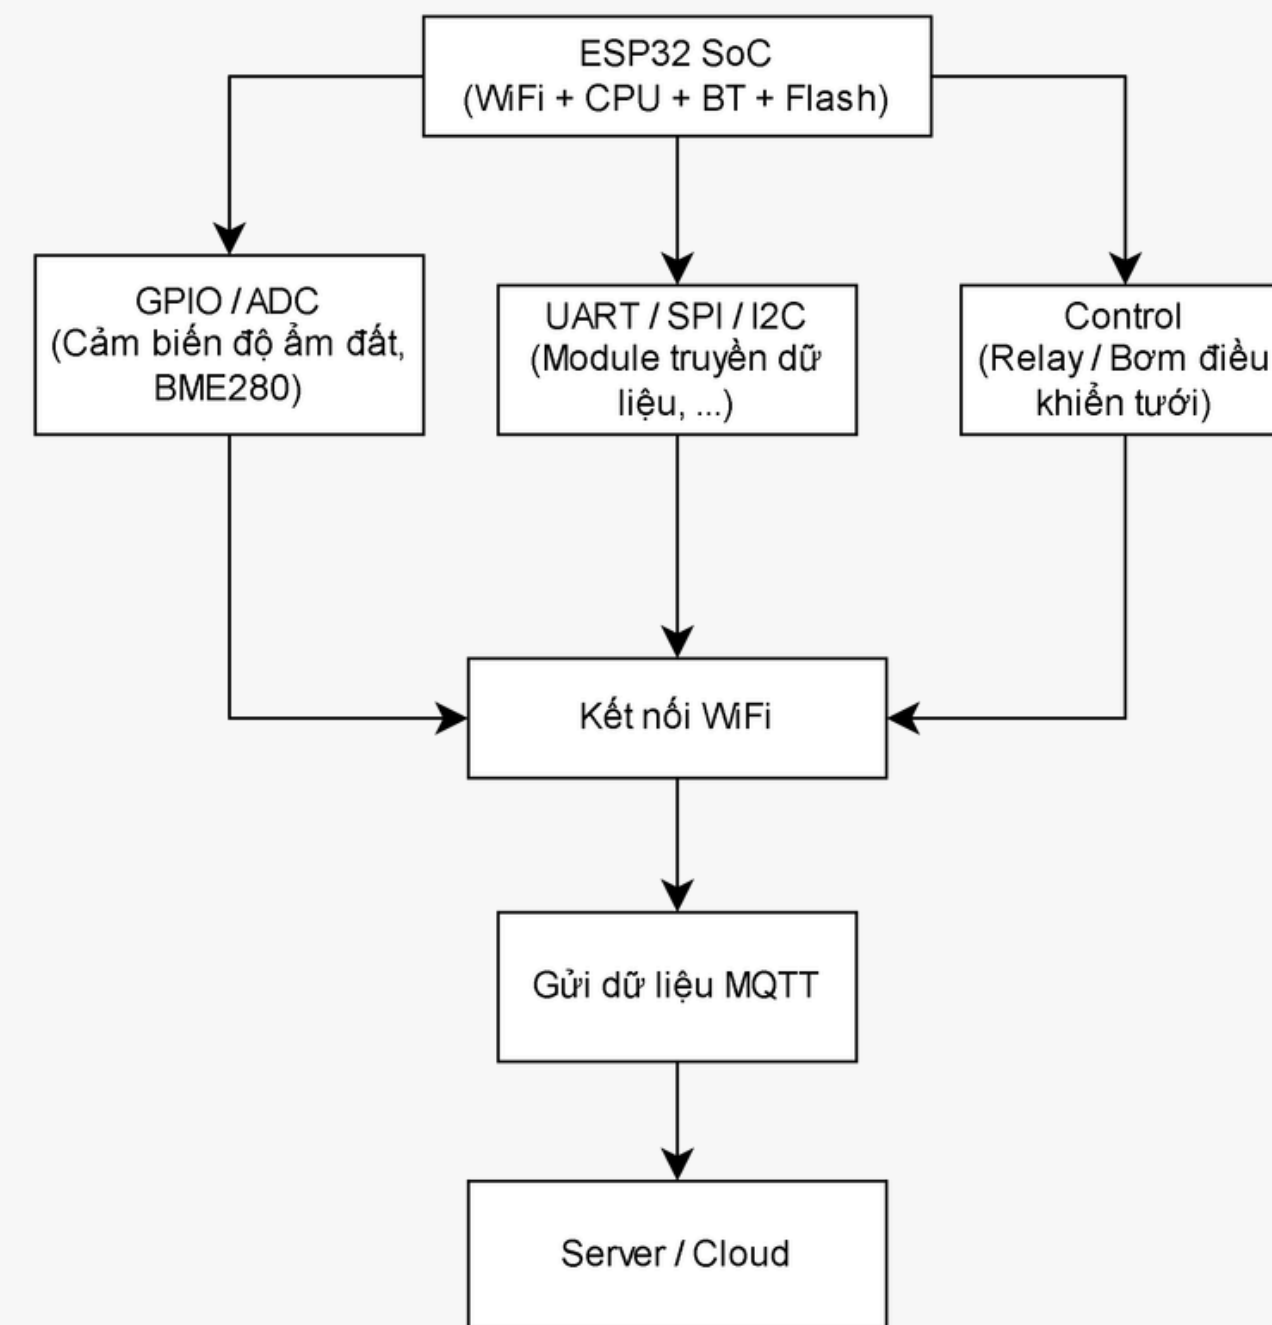 ESP32 SoC
(WiFi + CPU + BT + Flash)
GPIO / ADC
(Cảm biến độ ẩm đất,
BME280)
UART / SPI / I2C
(Module truyền dữ
liệu, ...)
Control
(Relay / Bơm điều
khiển tưới)
Kết nối WiFi
Gửi dữ liệu MQTT
Server / Cloud